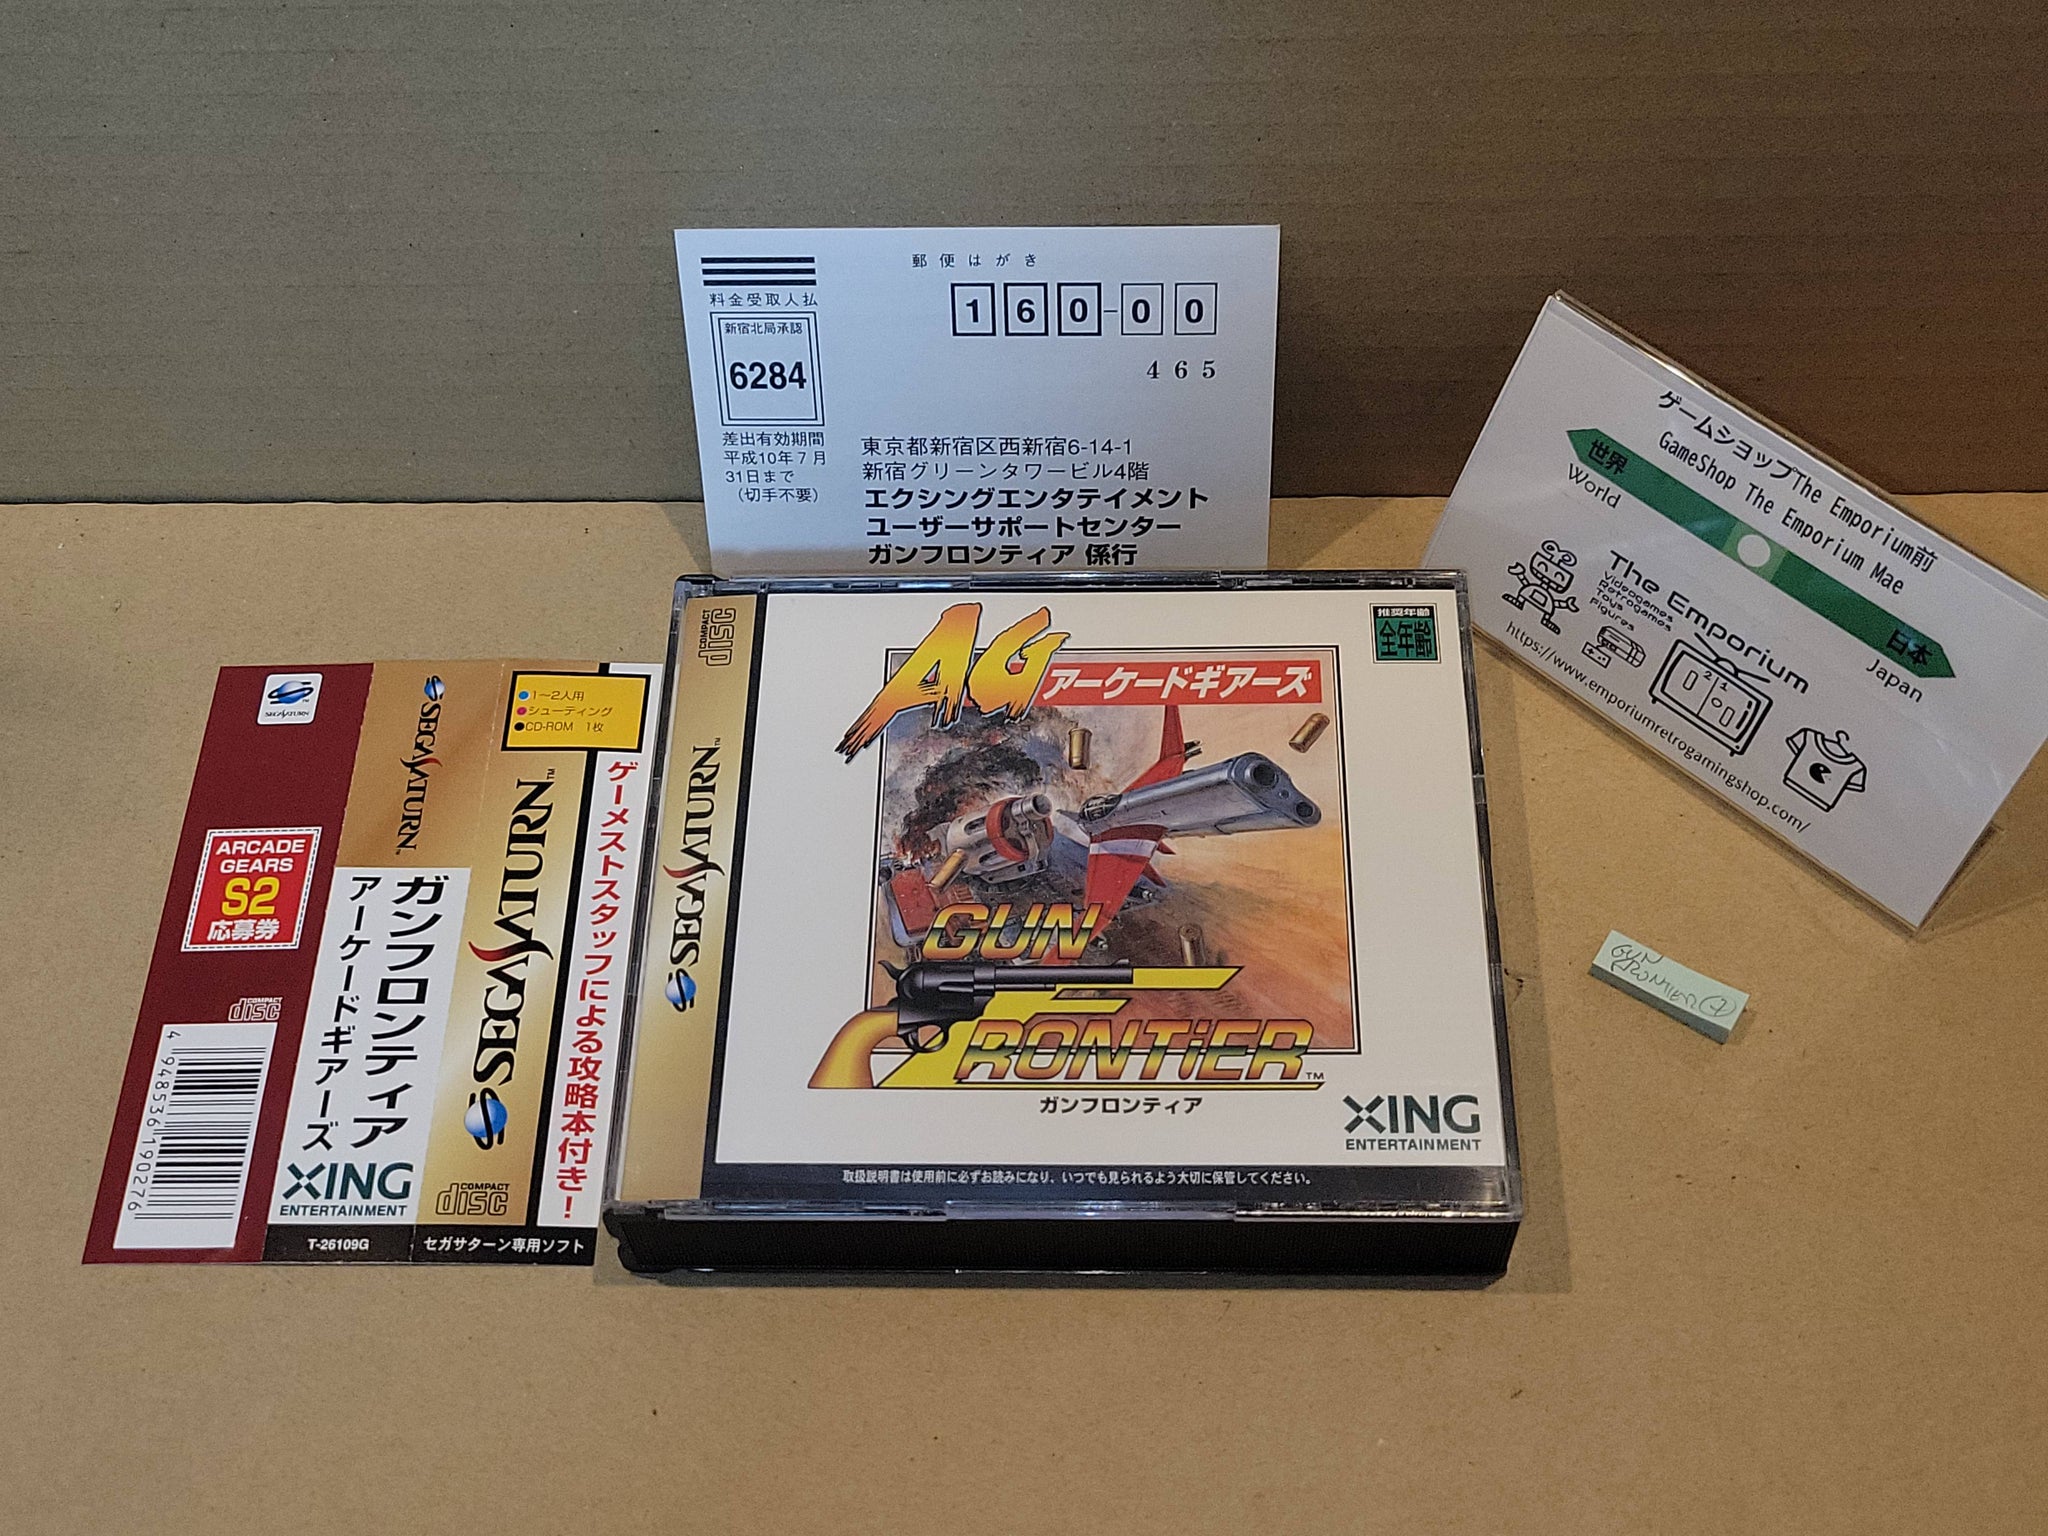 郵便はがき
160-00
465
料金受取人払
新宿北局承認
6284
差出有効期間
平成10年7月
31日まで
(切手不要)
東京都新宿区西新宿6-14-1
新宿グリーンタワービル4階
エクシングエンタテイメント
ユーザーサポートセンター
ガンフロンティア 係行
ゲームショップThe Emporium前
GameShop The Emporium Mae
世界
World
日本
Japan
The Emporium
Videogame
Retrogames
Toys
Figures
https://www.emporiumretrogamingshop.com/
GUN
FRONTIER
SEGA SATURN™
ARCADE
GEARS
S2
応募券
COMPACT
disc
4 948536 190276
SEGA SATURN™
ガンフロンティア
アーケードギアーズ
XING
ENTERTAINMENT
T-26109G
●1〜2人用
●シューティング
●CD-ROM 1枚
SEGA SATURN™
COMPACT
disc
セガサターン専用ソフト
ゲーメストスタッフによる攻略本付き!
COMPACT
disc
SEGA SATURN™
AG
アーケードギアーズ
推奨年齢
全年齢
GUN
FRONTiER™
ガンフロンティア
XING
ENTERTAINMENT
取扱説明書は使用前に必ずお読みになり、いつでも見られるよう大切に保管してください。